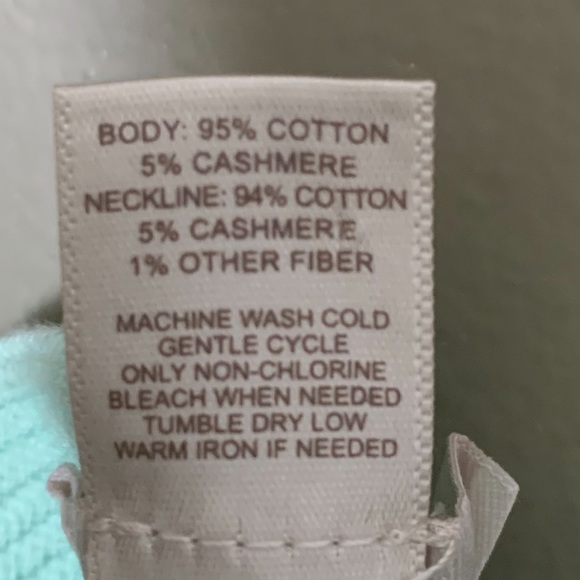 BODY: 95% COTTON
5% CASHMERE
NECKLINE: 94% COTTON
5% CASHMERE
1% OTHER FIBER
MACHINE WASH COLD
GENTLE CYCLE
ONLY NON-CHLORINE
BLEACH WHEN NEEDED
TUMBLE DRY LOW
WARM IRON IF NEEDED